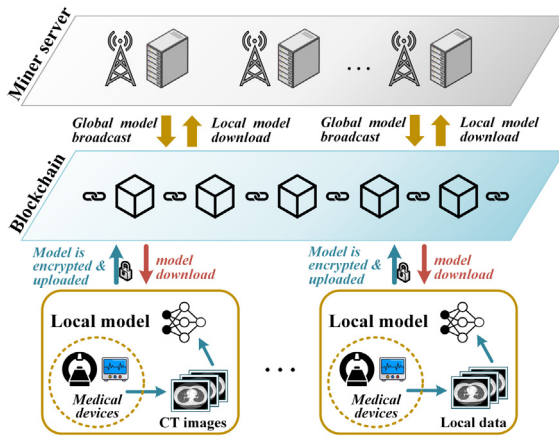 Miner server
...
Global model
broadcast
Local model
download
Global model
broadcast
Local model
download
Blockchain
Model is
encrypted &
uploaded
model
download
Model is
encrypted &
uploaded
model
download
Local model
Medical
devices
CT images
...
Local model
Medical
devices
Local data